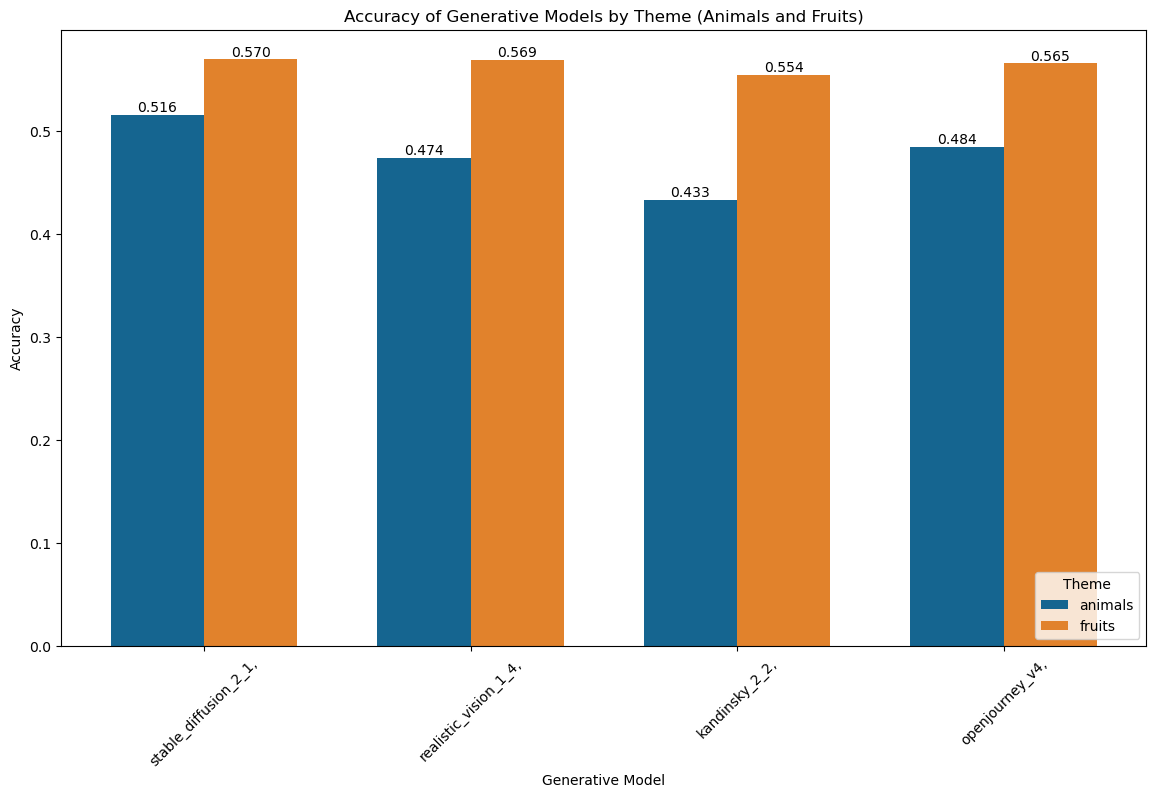 Accuracy of Generative Models by Theme (Animals and Fruits)
0.570
0.569
0.554
0.565
0.516
0.474
0.433
0.484
0.5
0.4
0.3
0.2
0.1
0.0
Accuracy
Theme
animals
fruits
stable_diffusion_2_1,
realistic_vision_1_4,
kandinsky_2_2,
openjourney_v4,
Generative Model